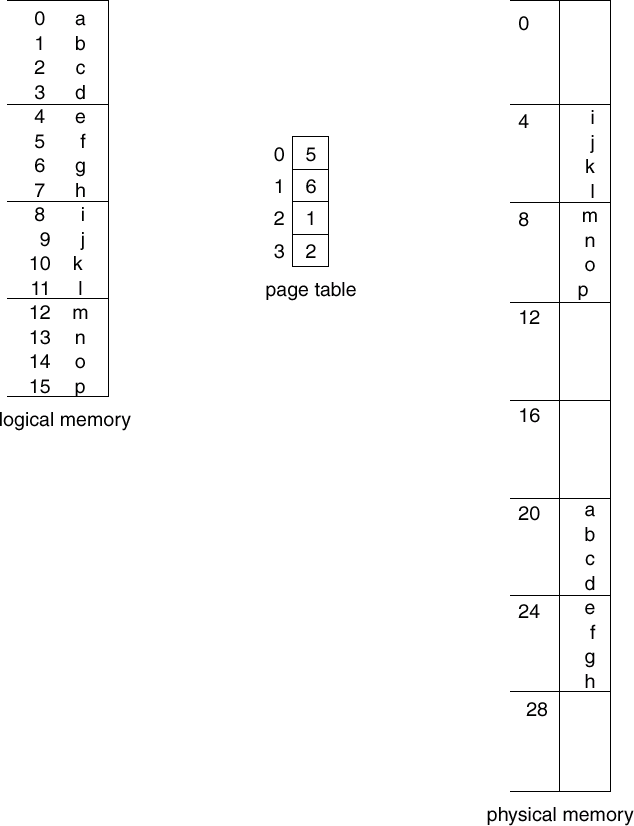 0 a
1 b
2 c
3 d
4 e
5 f
6 g
7 h
8 i
9 j
10 k
11 l
12 m
13 n
14 o
15 p
logical memory
0 5
1 6
2 1
3 2
page table
0
4 i
j
k
l
8 m
n
o
p
12
16
20 a
b
c
d
24 e
f
g
h
28
physical memory